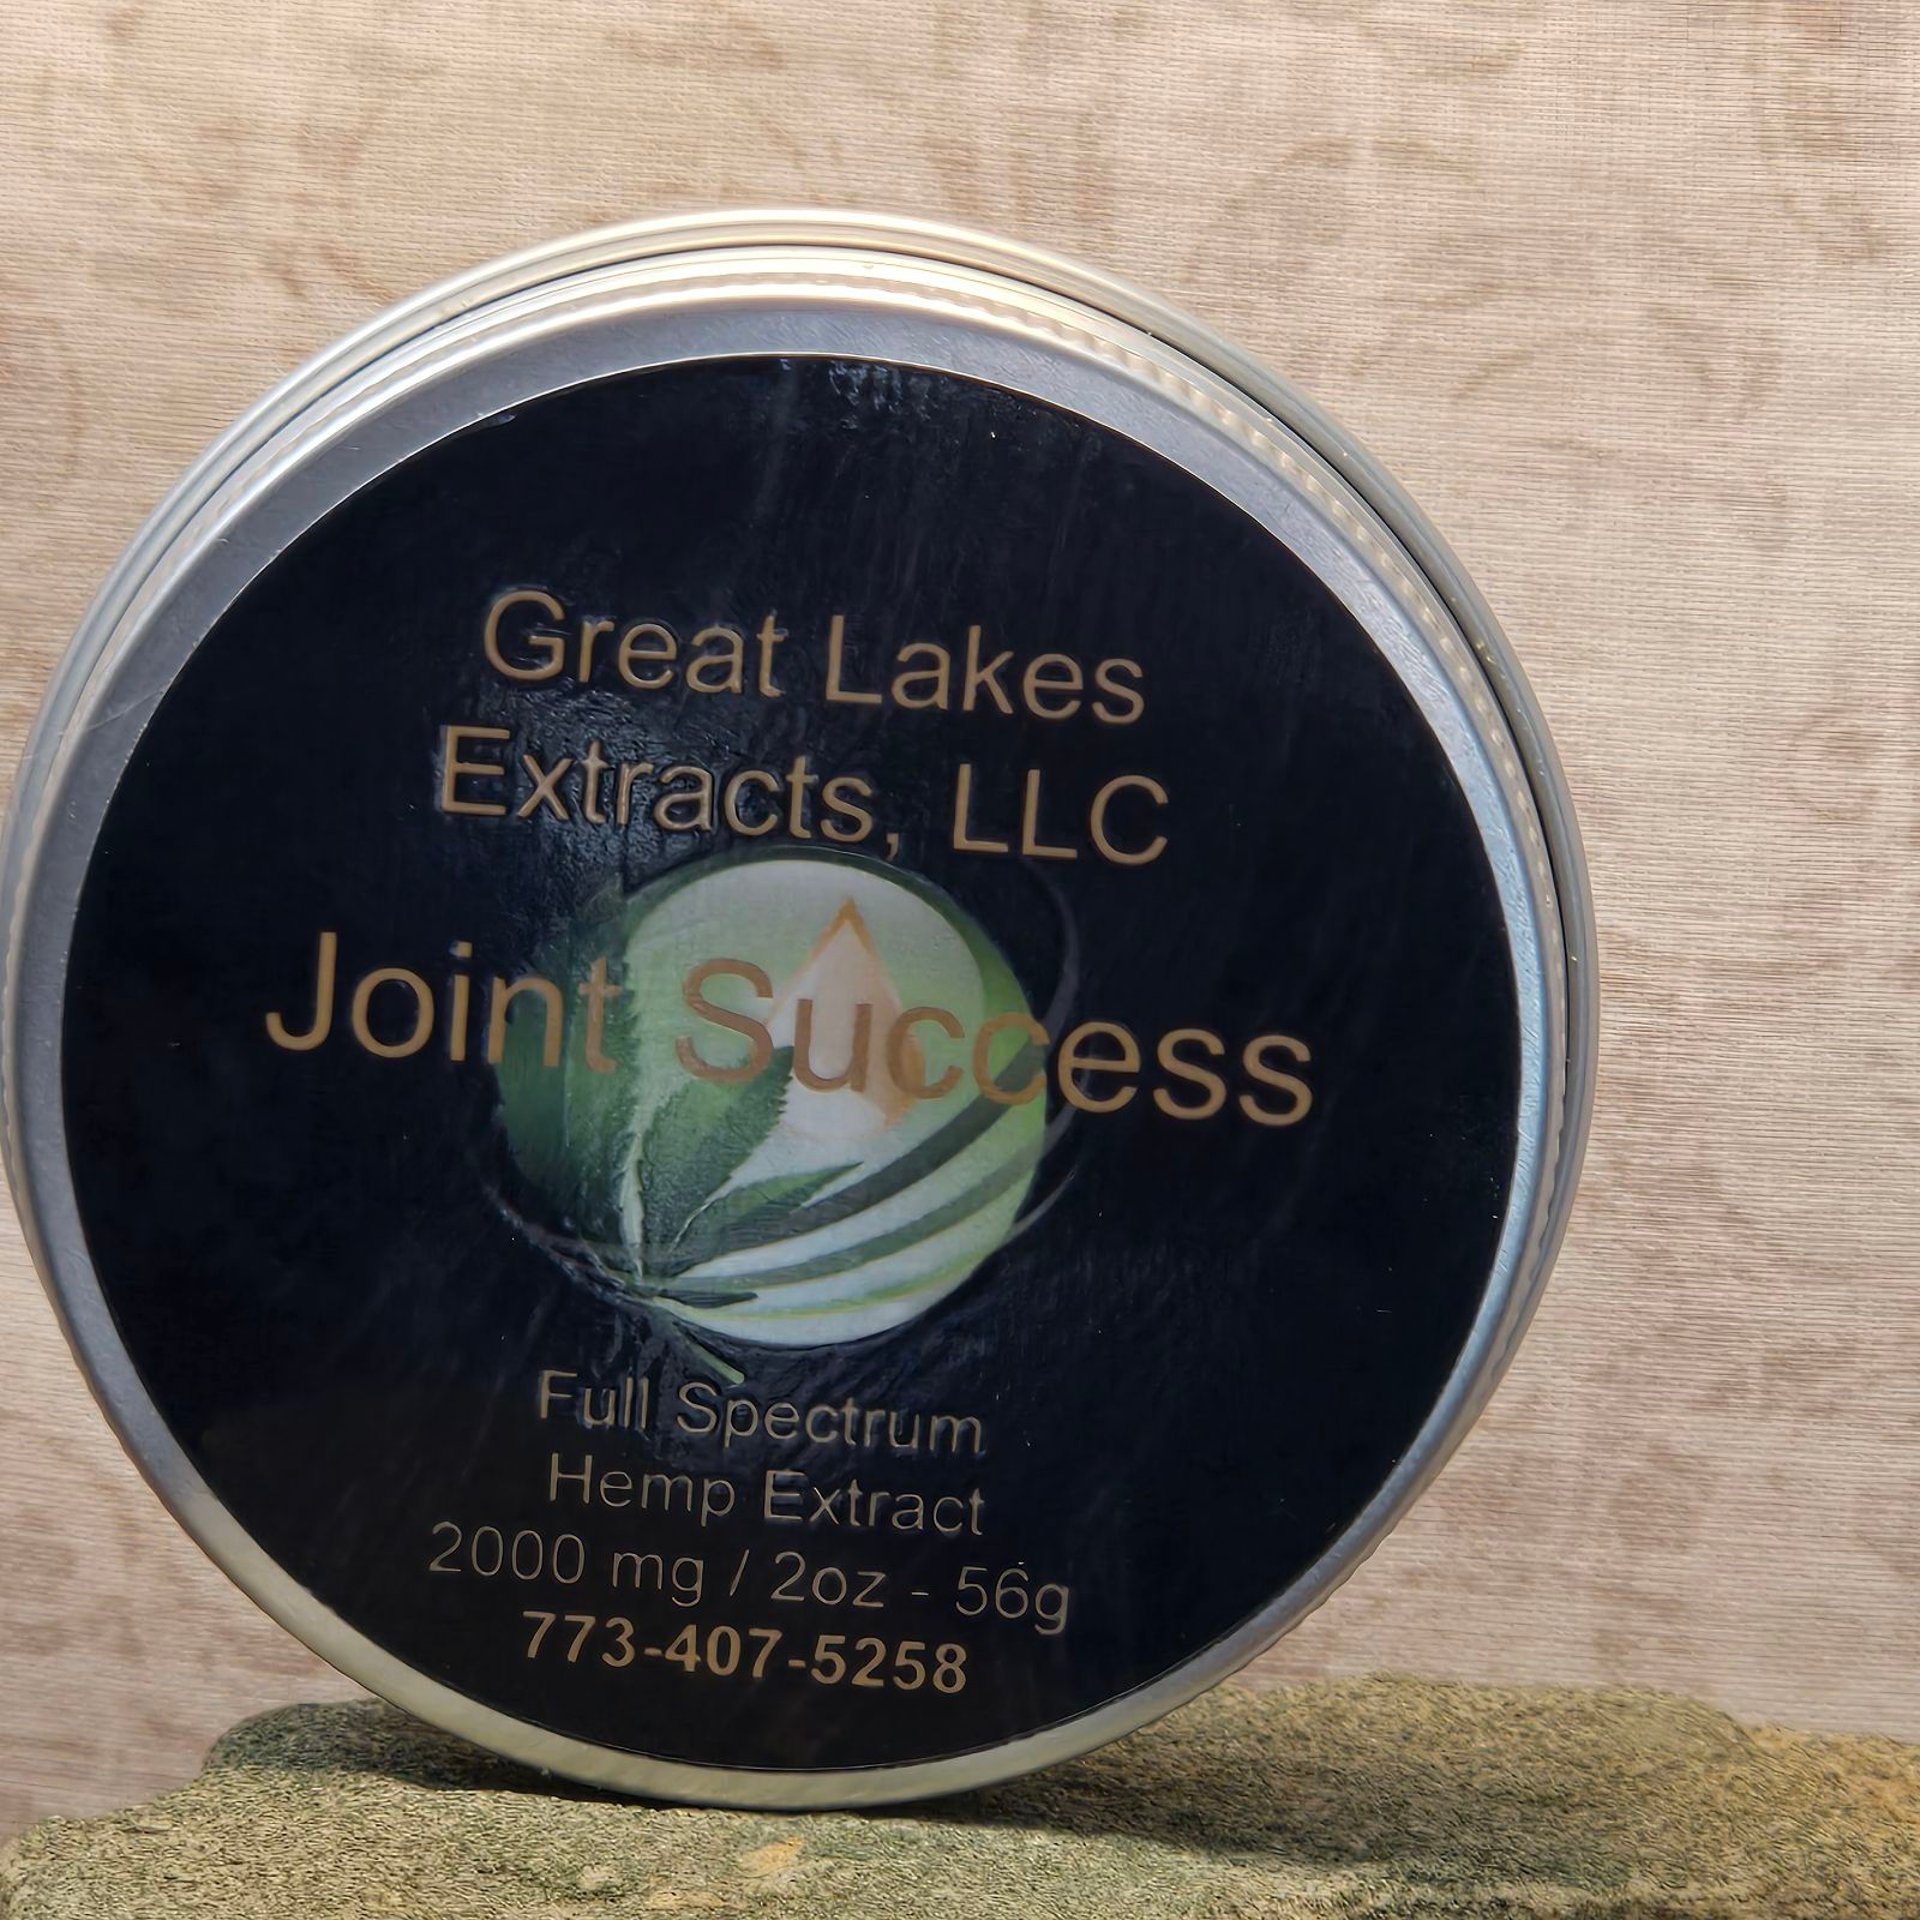 Great Lakes
Extracts, LLC
Joint Success
Full Spectrum
Hemp Extract
2000 mg / 2oz - 56g
773-407-5258